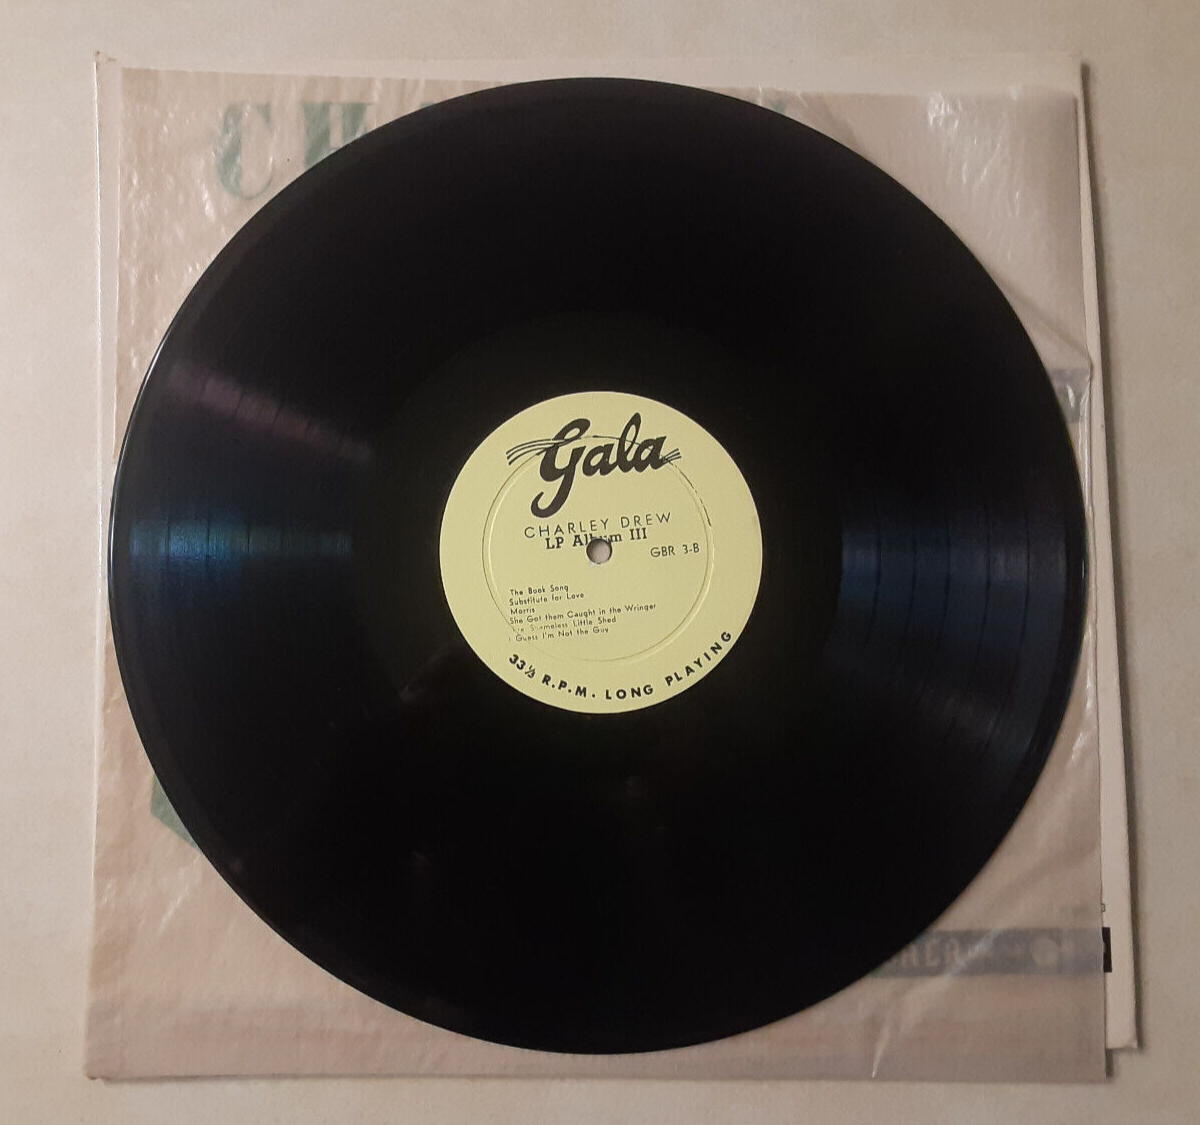 CH
Gala
CHARLEY DREW
LP Album III
GBR 3-B
The Book Song
Substitute for Love
Morris
She Got them Caught in the Wringer
Shameless Little Shed
I Guess I'm Not the Guy
33⅓ R.P.M. LONG PLAYING